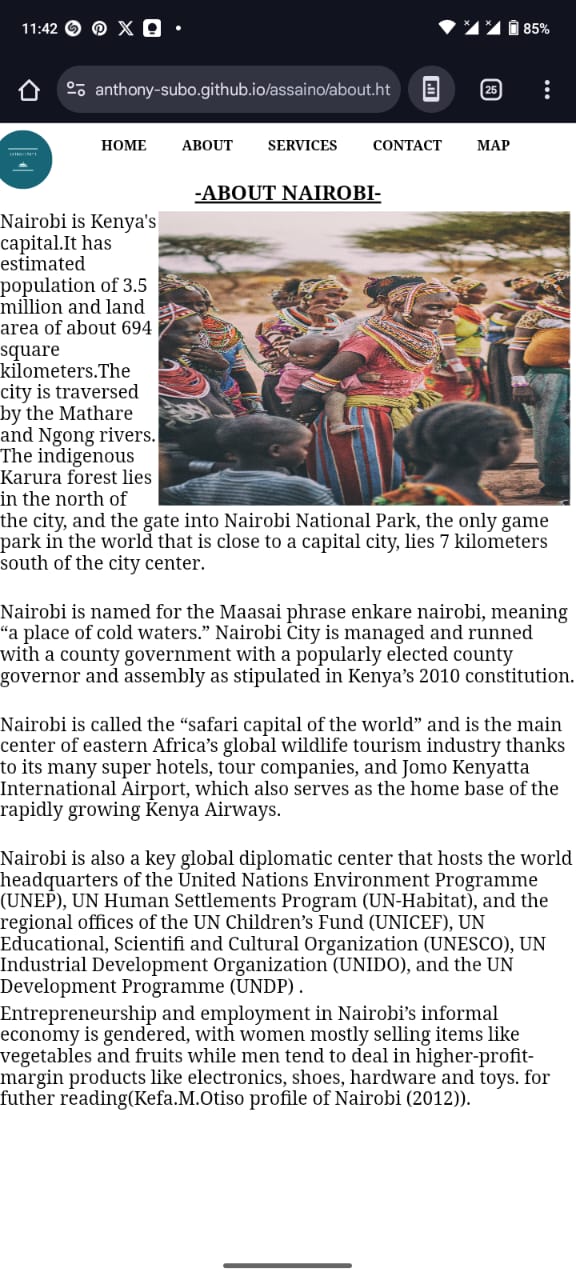 11:42
85%
anthony-subo.github.io/assaino/about.ht
25
HOME ABOUT SERVICES CONTACT MAP
-ABOUT NAIROBI-
Nairobi is Kenya's
capital.It has
estimated
population of 3.5
million and land
area of about 694
square
kilometers.The
city is traversed
by the Mathare
and Ngong rivers.
The indigenous
Karura forest lies
in the north of
the city, and the gate into Nairobi National Park, the only game
park in the world that is close to a capital city, lies 7 kilometers
south of the city center.
Nairobi is named for the Maasai phrase enkare nairobi, meaning
“a place of cold waters.” Nairobi City is managed and runned
with a county government with a popularly elected county
governor and assembly as stipulated in Kenya’s 2010 constitution.
Nairobi is called the “safari capital of the world” and is the main
center of eastern Africa’s global wildlife tourism industry thanks
to its many super hotels, tour companies, and Jomo Kenyatta
International Airport, which also serves as the home base of the
rapidly growing Kenya Airways.
Nairobi is also a key global diplomatic center that hosts the world
headquarters of the United Nations Environment Programme
(UNEP), UN Human Settlements Program (UN-Habitat), and the
regional offices of the UN Children’s Fund (UNICEF), UN
Educational, Scientifi and Cultural Organization (UNESCO), UN
Industrial Development Organization (UNIDO), and the UN
Development Programme (UNDP) .
Entrepreneurship and employment in Nairobi’s informal
economy is gendered, with women mostly selling items like
vegetables and fruits while men tend to deal in higher-profit-
margin products like electronics, shoes, hardware and toys. for
futher reading(Kefa.M.Otiso profile of Nairobi (2012)).